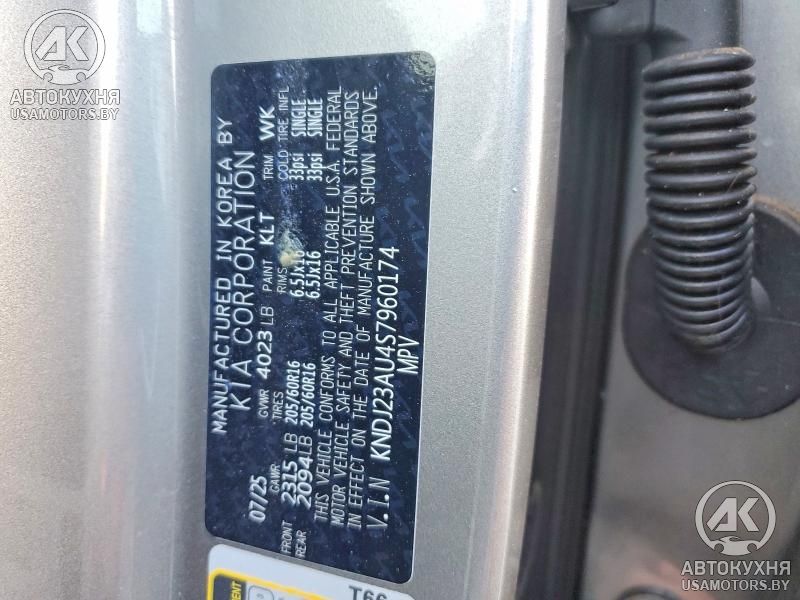 AK
АВТОКУХНЯ
USAMOTORS.BY
MANUFACTURED IN KOREA BY
KIA CORPORATION
07/25 GVWR 4023 LB PAINT KLT TRIM WK
GAWR TIRES RIMS COLD TIRE INFL
FRONT 2315 LB 205/60R16 6.5Jx16 33psi SINGLE
REAR 2094 LB 205/60R16 6.5Jx16 33psi SINGLE
THIS VEHICLE CONFORMS TO ALL APPLICABLE U.S.A. FEDERAL
MOTOR VEHICLE SAFETY AND THEFT PREVENTION STANDARDS
IN EFFECT ON THE DATE OF MANUFACTURE SHOWN ABOVE.
V.I.N KNDJ23AU4S7960174
MPV
T66
AK
АВТОКУХНЯ
USAMOTORS.BY